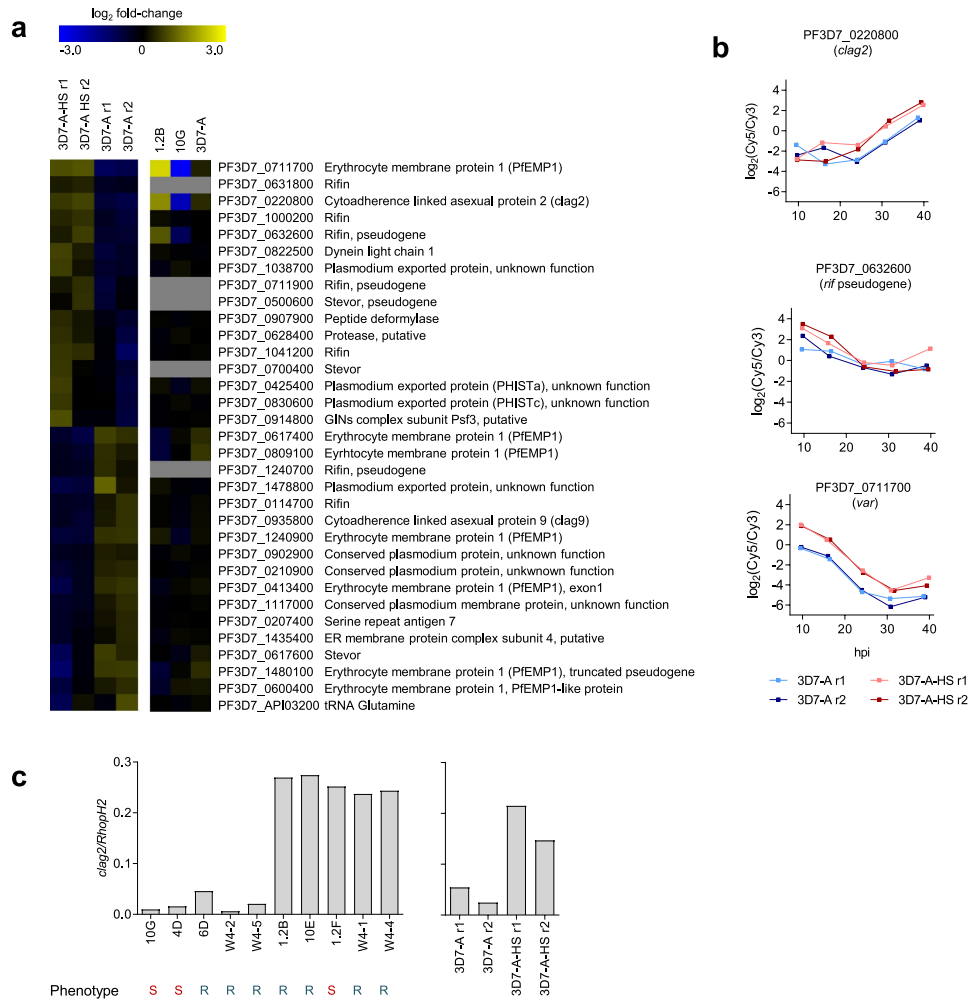 a
log2 fold-change
-3.0 0 3.0
3D7-A-HS r1
3D7-A-HS r2
3D7-A r1
3D7-A r2
1.2B
10G
3D7-A
PF3D7_0711700 Erythrocyte membrane protein 1 (PfEMP1)
PF3D7_0631800 Rifin
PF3D7_0220800 Cytoadherence linked asexual protein 2 (clag2)
PF3D7_1000200 Rifin
PF3D7_0632600 Rifin, pseudogene
PF3D7_0822500 Dynein light chain 1
PF3D7_1038700 Plasmodium exported protein, unknown function
PF3D7_0711900 Rifin, pseudogene
PF3D7_0500600 Stevor, pseudogene
PF3D7_0907900 Peptide deformylase
PF3D7_0628400 Protease, putative
PF3D7_1041200 Rifin
PF3D7_0700400 Stevor
PF3D7_0425400 Plasmodium exported protein (PHISTa), unknown function
PF3D7_0830600 Plasmodium exported protein (PHISTc), unknown function
PF3D7_0914800 GINs complex subunit Psf3, putative
PF3D7_0617400 Erythrocyte membrane protein 1 (PfEMP1)
PF3D7_0809100 Eyrhtocyte membrane protein 1 (PfEMP1)
PF3D7_1240700 Rifin, pseudogene
PF3D7_1478800 Plasmodium exported protein, unknown function
PF3D7_0114700 Rifin
PF3D7_0935800 Cytoadherence linked asexual protein 9 (clag9)
PF3D7_1240900 Erythrocyte membrane protein 1 (PfEMP1)
PF3D7_0902900 Conserved plasmodium protein, unknown function
PF3D7_0210900 Conserved plasmodium protein, unkwnown function
PF3D7_0413400 Erythrocyte membrane protein 1 (PfEMP1), exon1
PF3D7_1117000 Conserved plasmodium membrane protein, unknown function
PF3D7_0207400 Serine repeat antigen 7
PF3D7_1435400 ER membrane protein complex subunit 4, putative
PF3D7_0617600 Stevor
PF3D7_1480100 Erythrocyte membrane protein 1 (PfEMP1), truncated pseudogene
PF3D7_0600400 Erythrocyte membrane protein 1, PfEMP1-like protein
PF3D7_API03200 tRNA Glutamine
b
PF3D7_0220800
(clag2)
log2(Cy5/Cy3)
4
2
0
-2
-4
-6
10 20 30 40
PF3D7_0632600
(rif pseudogene)
log2(Cy5/Cy3)
4
2
0
-2
-4
-6
10 20 30 40
PF3D7_0711700
(var)
log2(Cy5/Cy3)
4
2
0
-2
-4
-6
10 20 30 40
hpi
3D7-A r1 3D7-A-HS r1
3D7-A r2 3D7-A-HS r2
c
clag2/RhopH2
0.3
0.2
0.1
0.0
10G
4D
6D
W4-2
W4-5
1.2B
10E
1.2F
W4-1
W4-4
3D7-A r1
3D7-A r2
3D7-A-HS r1
3D7-A-HS r2
Phenotype S S R R R R R S R R